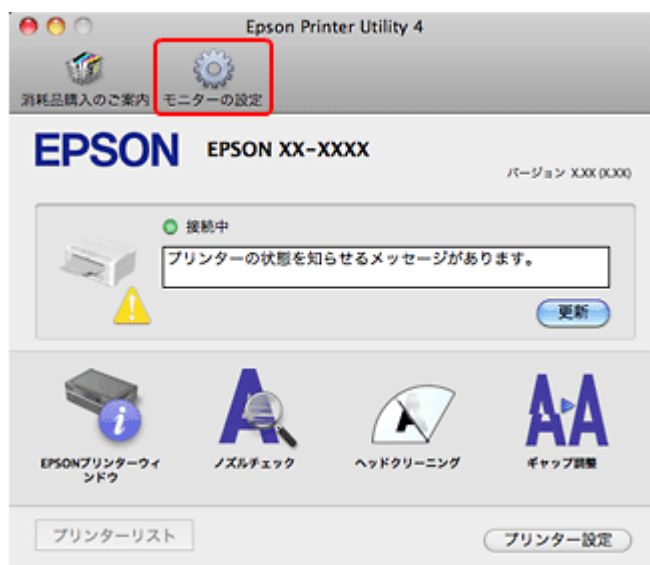 Epson Printer Utility 4
消耗品購入のご案内 モニターの設定
EPSON EPSON XX-XXXX
バージョン X.XX (X.XX)
接続中
プリンターの状態を知らせるメッセージがあります。
更新
EPSONプリンターウィ
ンドウ
ノズルチェック
ヘッドクリーニング
ギャップ調整
プリンターリスト
プリンター設定